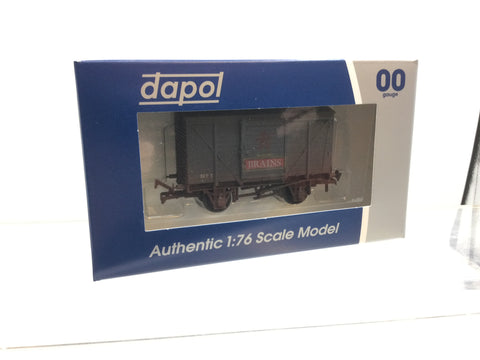 dapol
00
gauge
BRAINS
Authentic 1:76 Scale Model